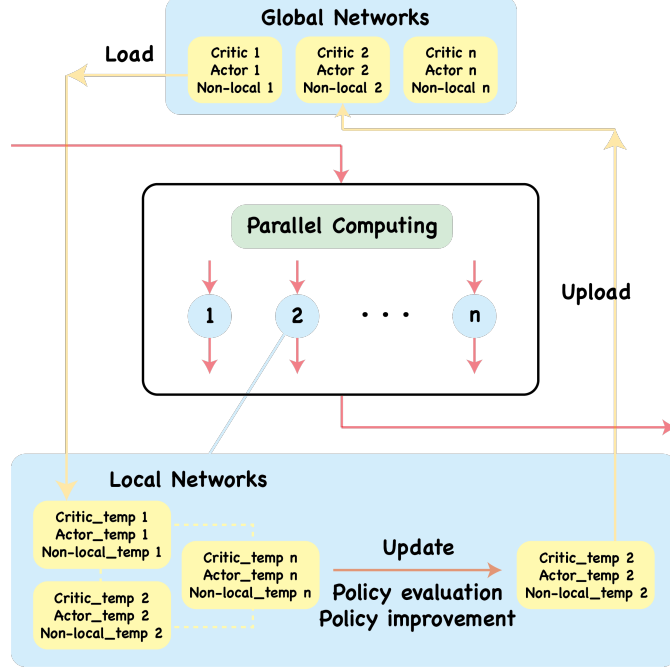 Global Networks
Critic 1
Actor 1
Non-local 1
Critic 2
Actor 2
Non-local 2
Critic n
Actor n
Non-local n
Load
Parallel Computing
1
2
. . .
n
Upload
Local Networks
Critic_temp 1
Actor_temp 1
Non-local_temp 1
Critic_temp 2
Actor_temp 2
Non-local_temp 2
Critic_temp n
Actor_temp n
Non-local_temp n
Update
Policy evaluation
Policy improvement
Critic_temp 2
Actor_temp 2
Non-local_temp 2